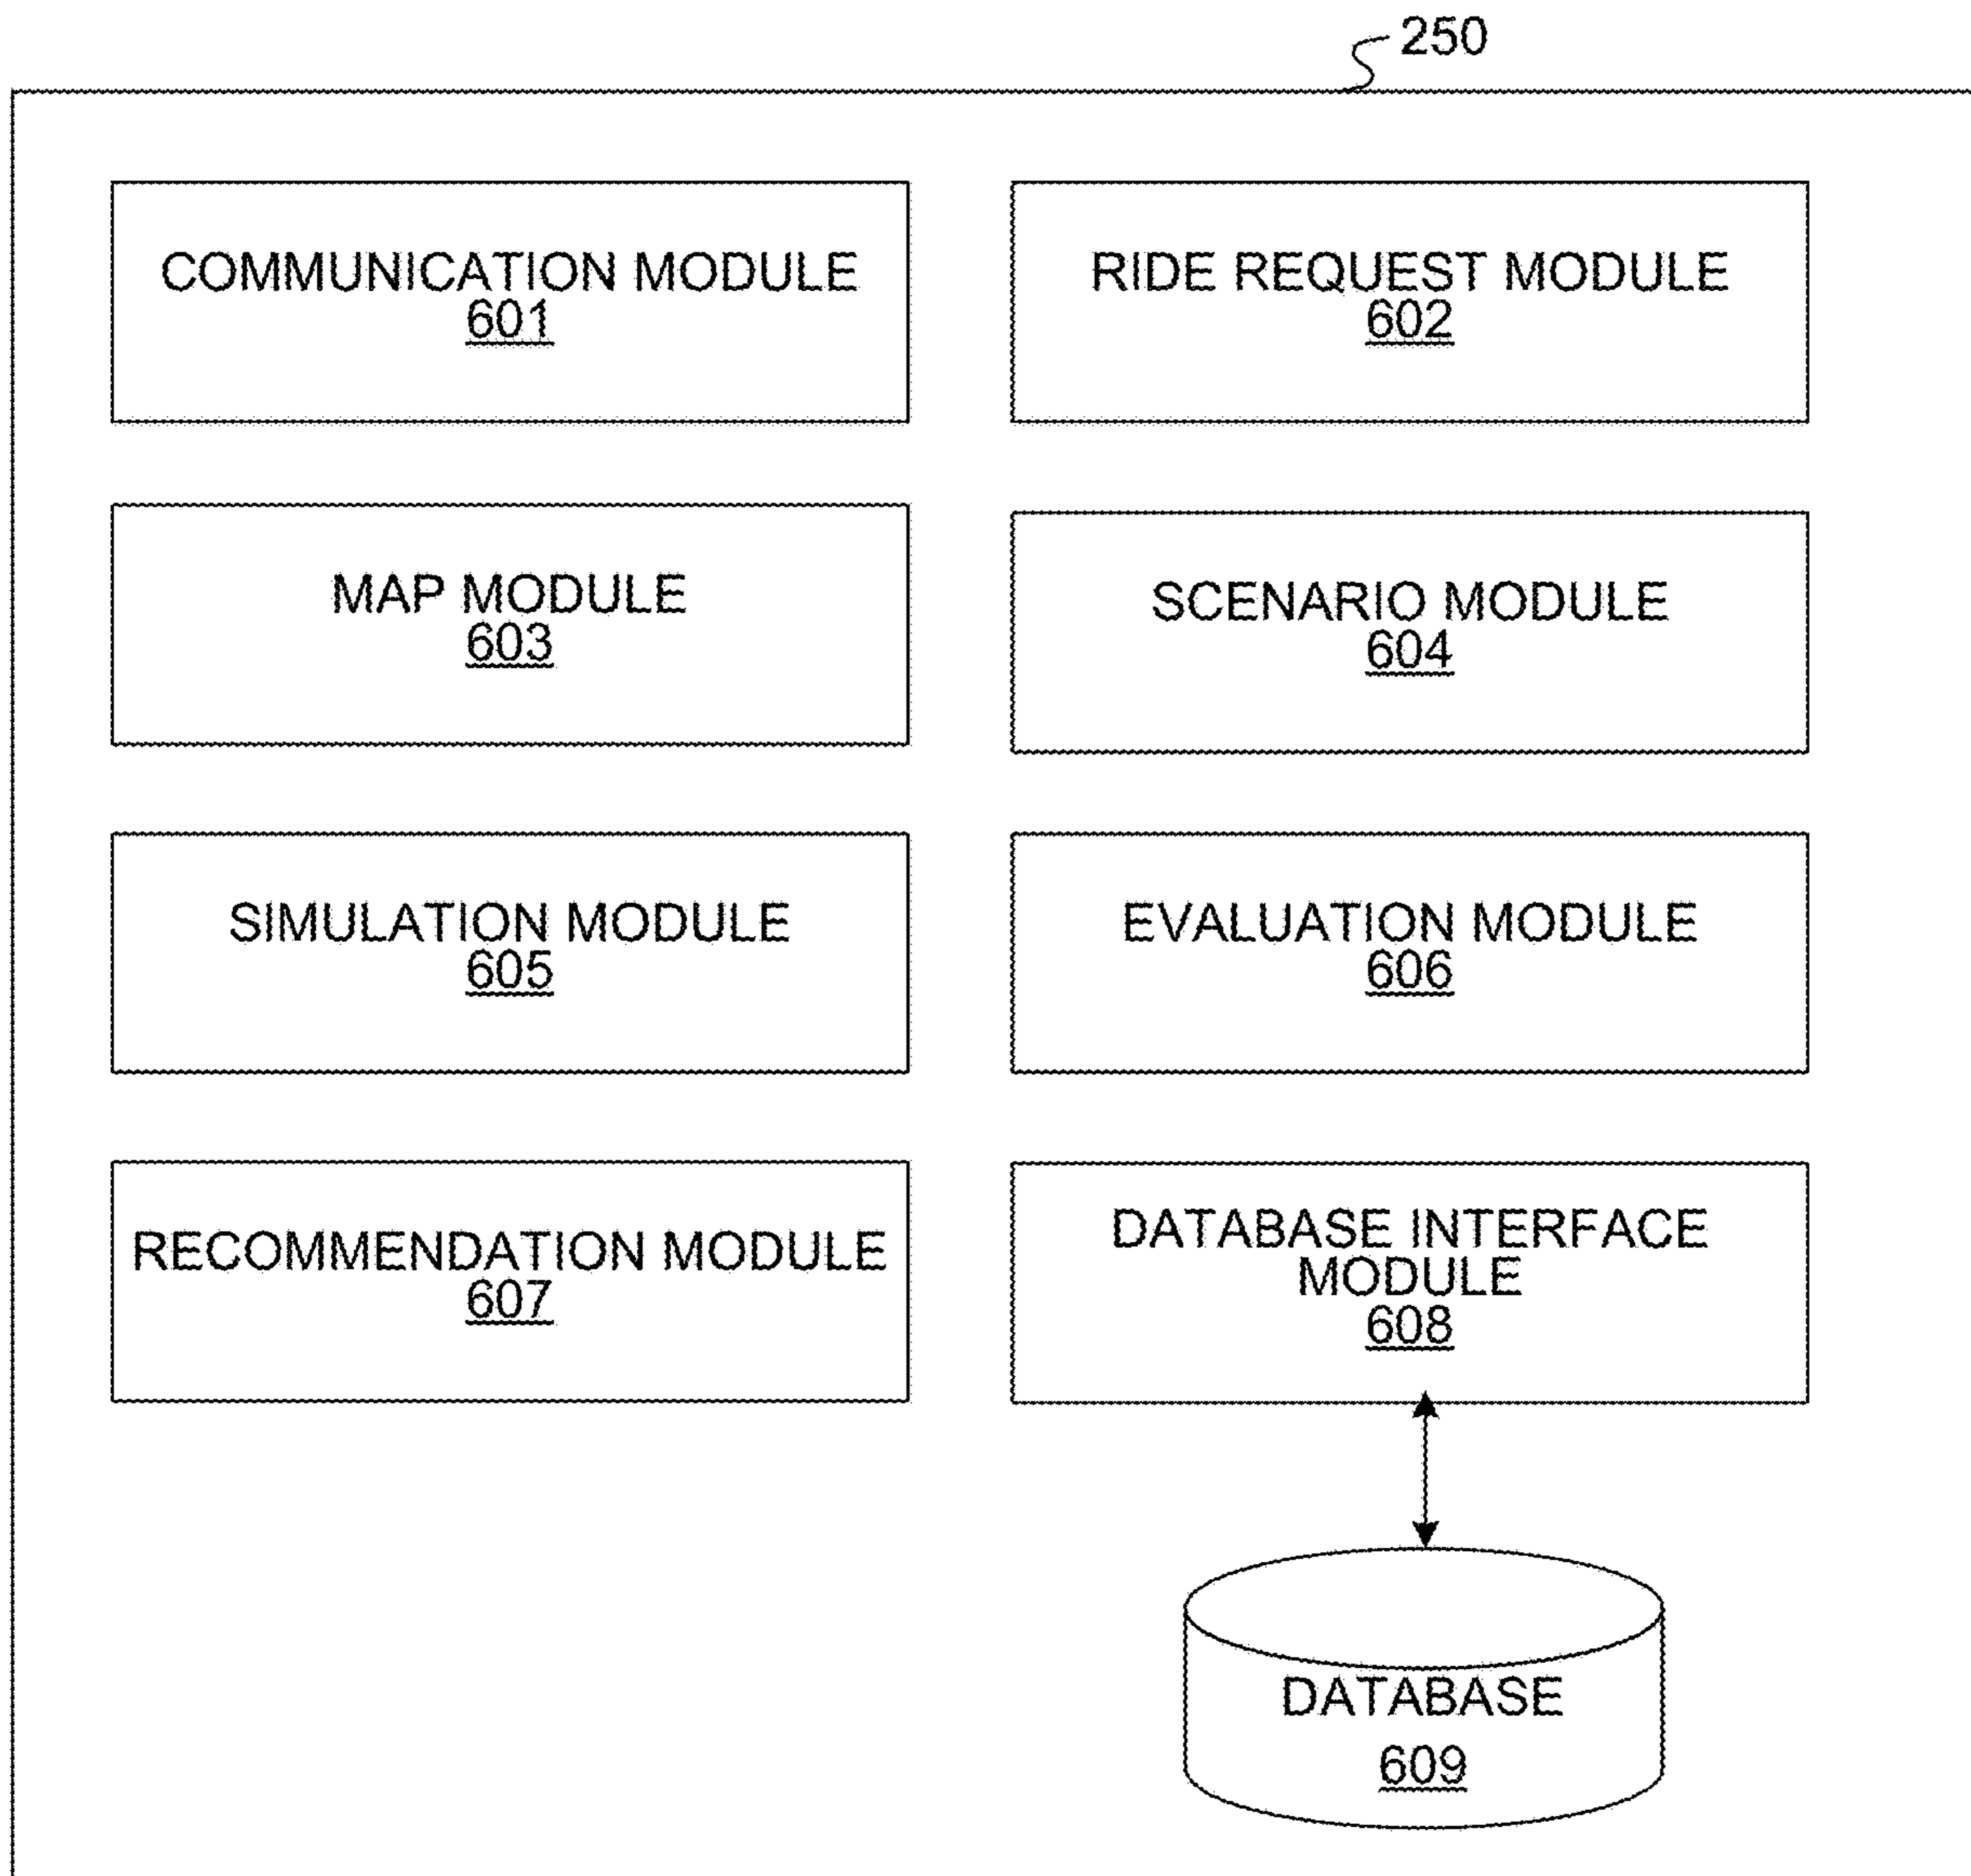 250
COMMUNICATION MODULE
601
RIDE REQUEST MODULE
602
MAP MODULE
603
SCENARIO MODULE
604
SIMULATION MODULE
605
EVALUATION MODULE
606
RECOMMENDATION MODULE
607
DATABASE INTERFACE
MODULE
608
DATABASE
609